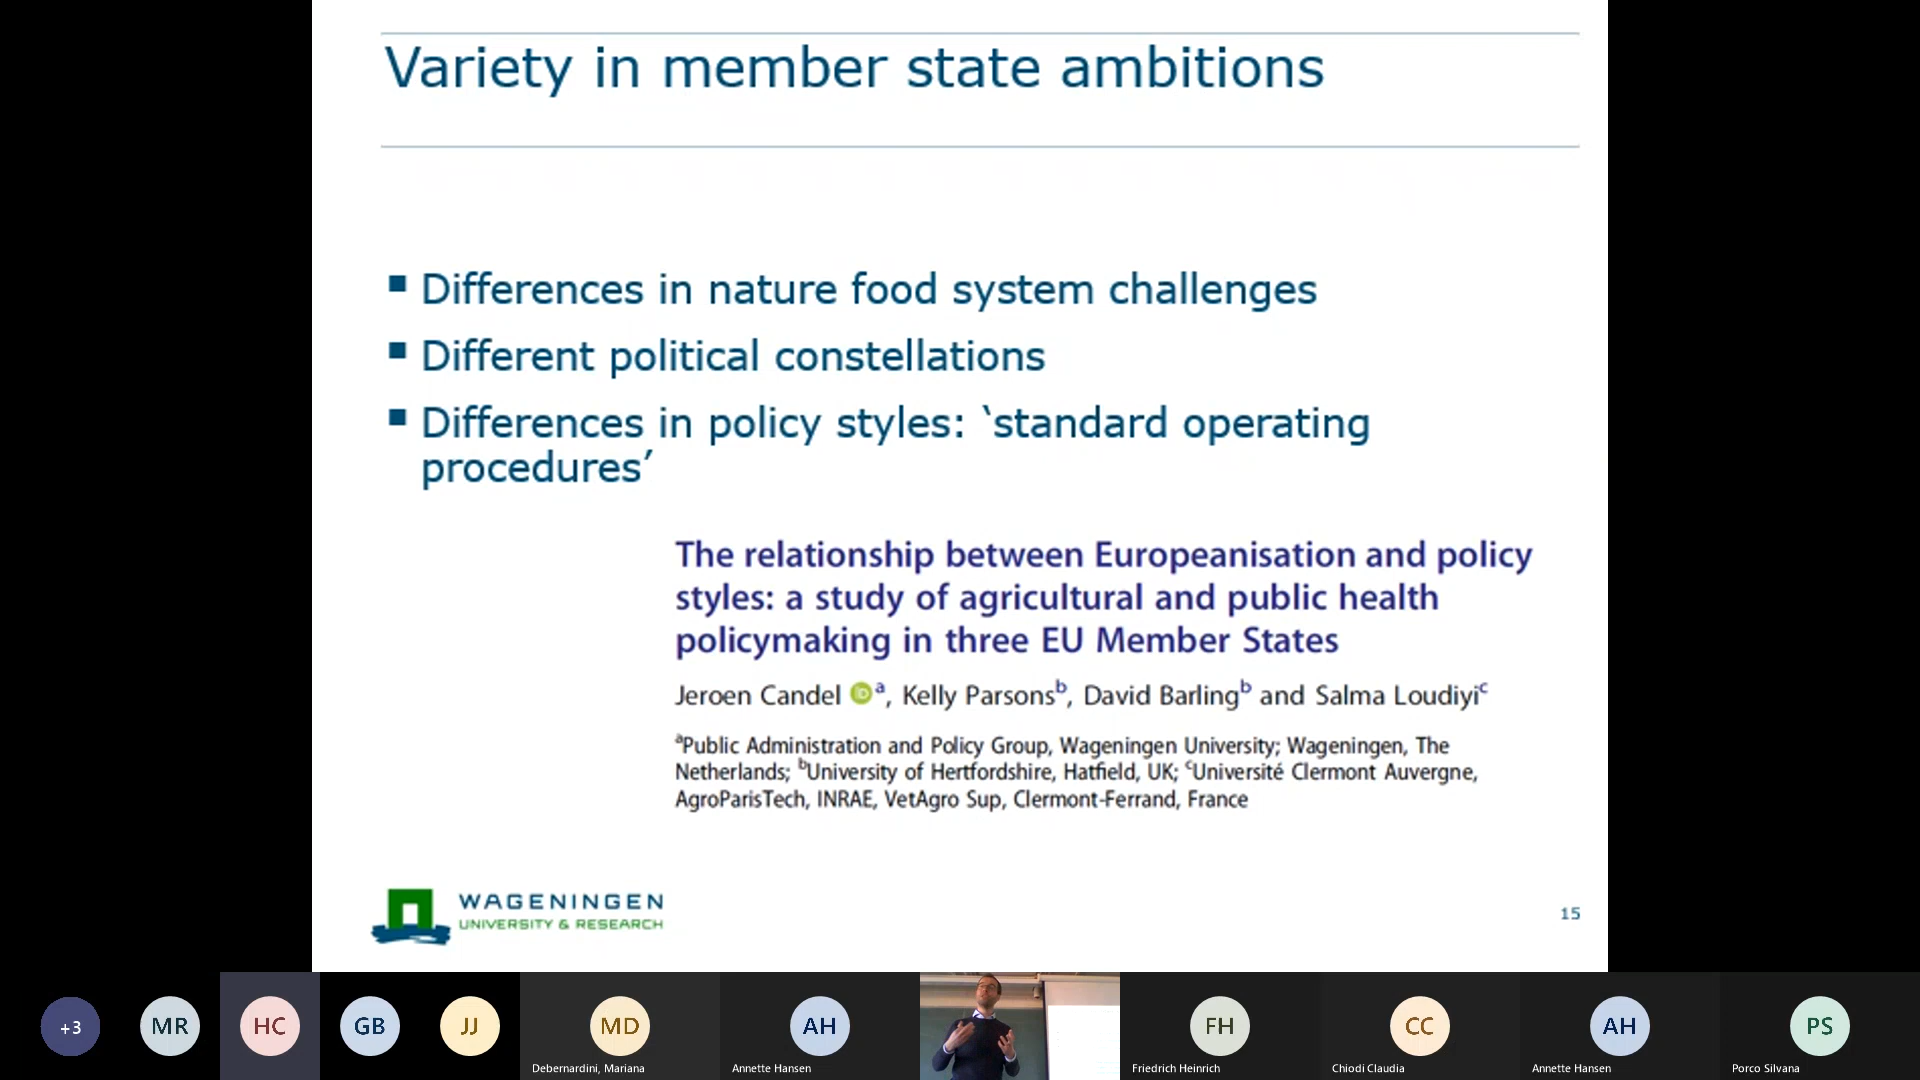 Variety in member state ambitions
Differences in nature food system challenges
Different political constellations
Differences in policy styles: ‘standard operating
procedures’
The relationship between Europeanisation and policy
styles: a study of agricultural and public health
policymaking in three EU Member States
Jeroen Candel iD a, Kelly Parsons b, David Barling b and Salma Loudiyi c
aPublic Administration and Policy Group, Wageningen University; Wageningen, The
Netherlands; bUniversity of Hertfordshire, Hatfield, UK; cUniversité Clermont Auvergne,
AgroParisTech, INRAE, VetAgro Sup, Clermont-Ferrand, France
WAGENINGEN
UNIVERSITY & RESEARCH
15
+3
MR
HC
GB
JJ
MD
Debernardini, Mariana
AH
Annette Hansen
FH
Friedrich Heinrich
CC
Chiodi Claudia
AH
Annette Hansen
PS
Porco Silvana